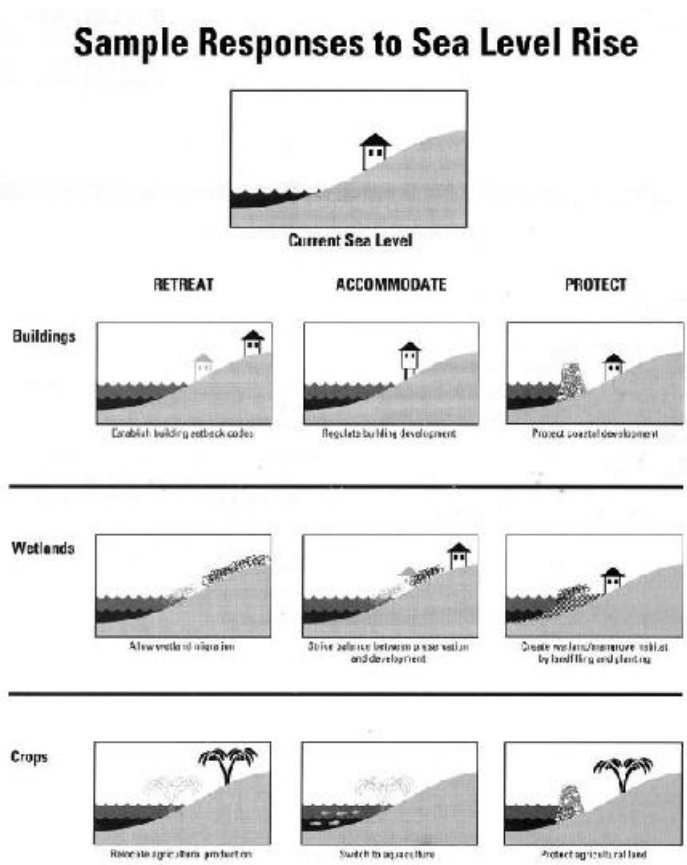 Sample Responses to Sea Level Rise
Current Sea Level
RETREAT ACCOMMODATE PROTECT
Buildings
Establish building setback codes Regulate building development Protect coastal development
Wetlands
Allow wetland migration Strive balance between preservation Create wetland/mangrove habitat
and development by landfilling and planting
Crops
Relocate agricultural production Switch to aquaculture Protect agricultural land